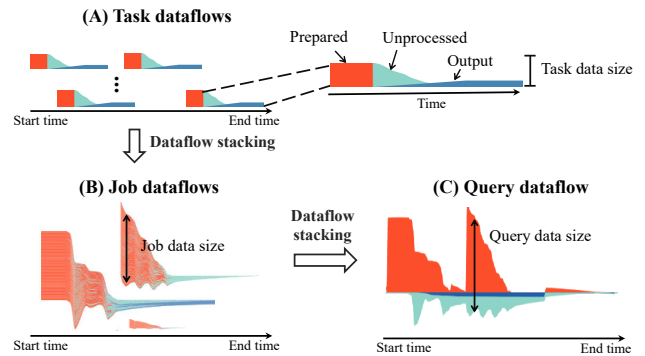 (A) Task dataflows
Prepared
Unprocessed
Output
Task data size
Time
Start time
End time
Dataflow stacking
(B) Job dataflows
Job data size
Start time
End time
Dataflow
stacking
(C) Query dataflow
Query data size
Start time
End time